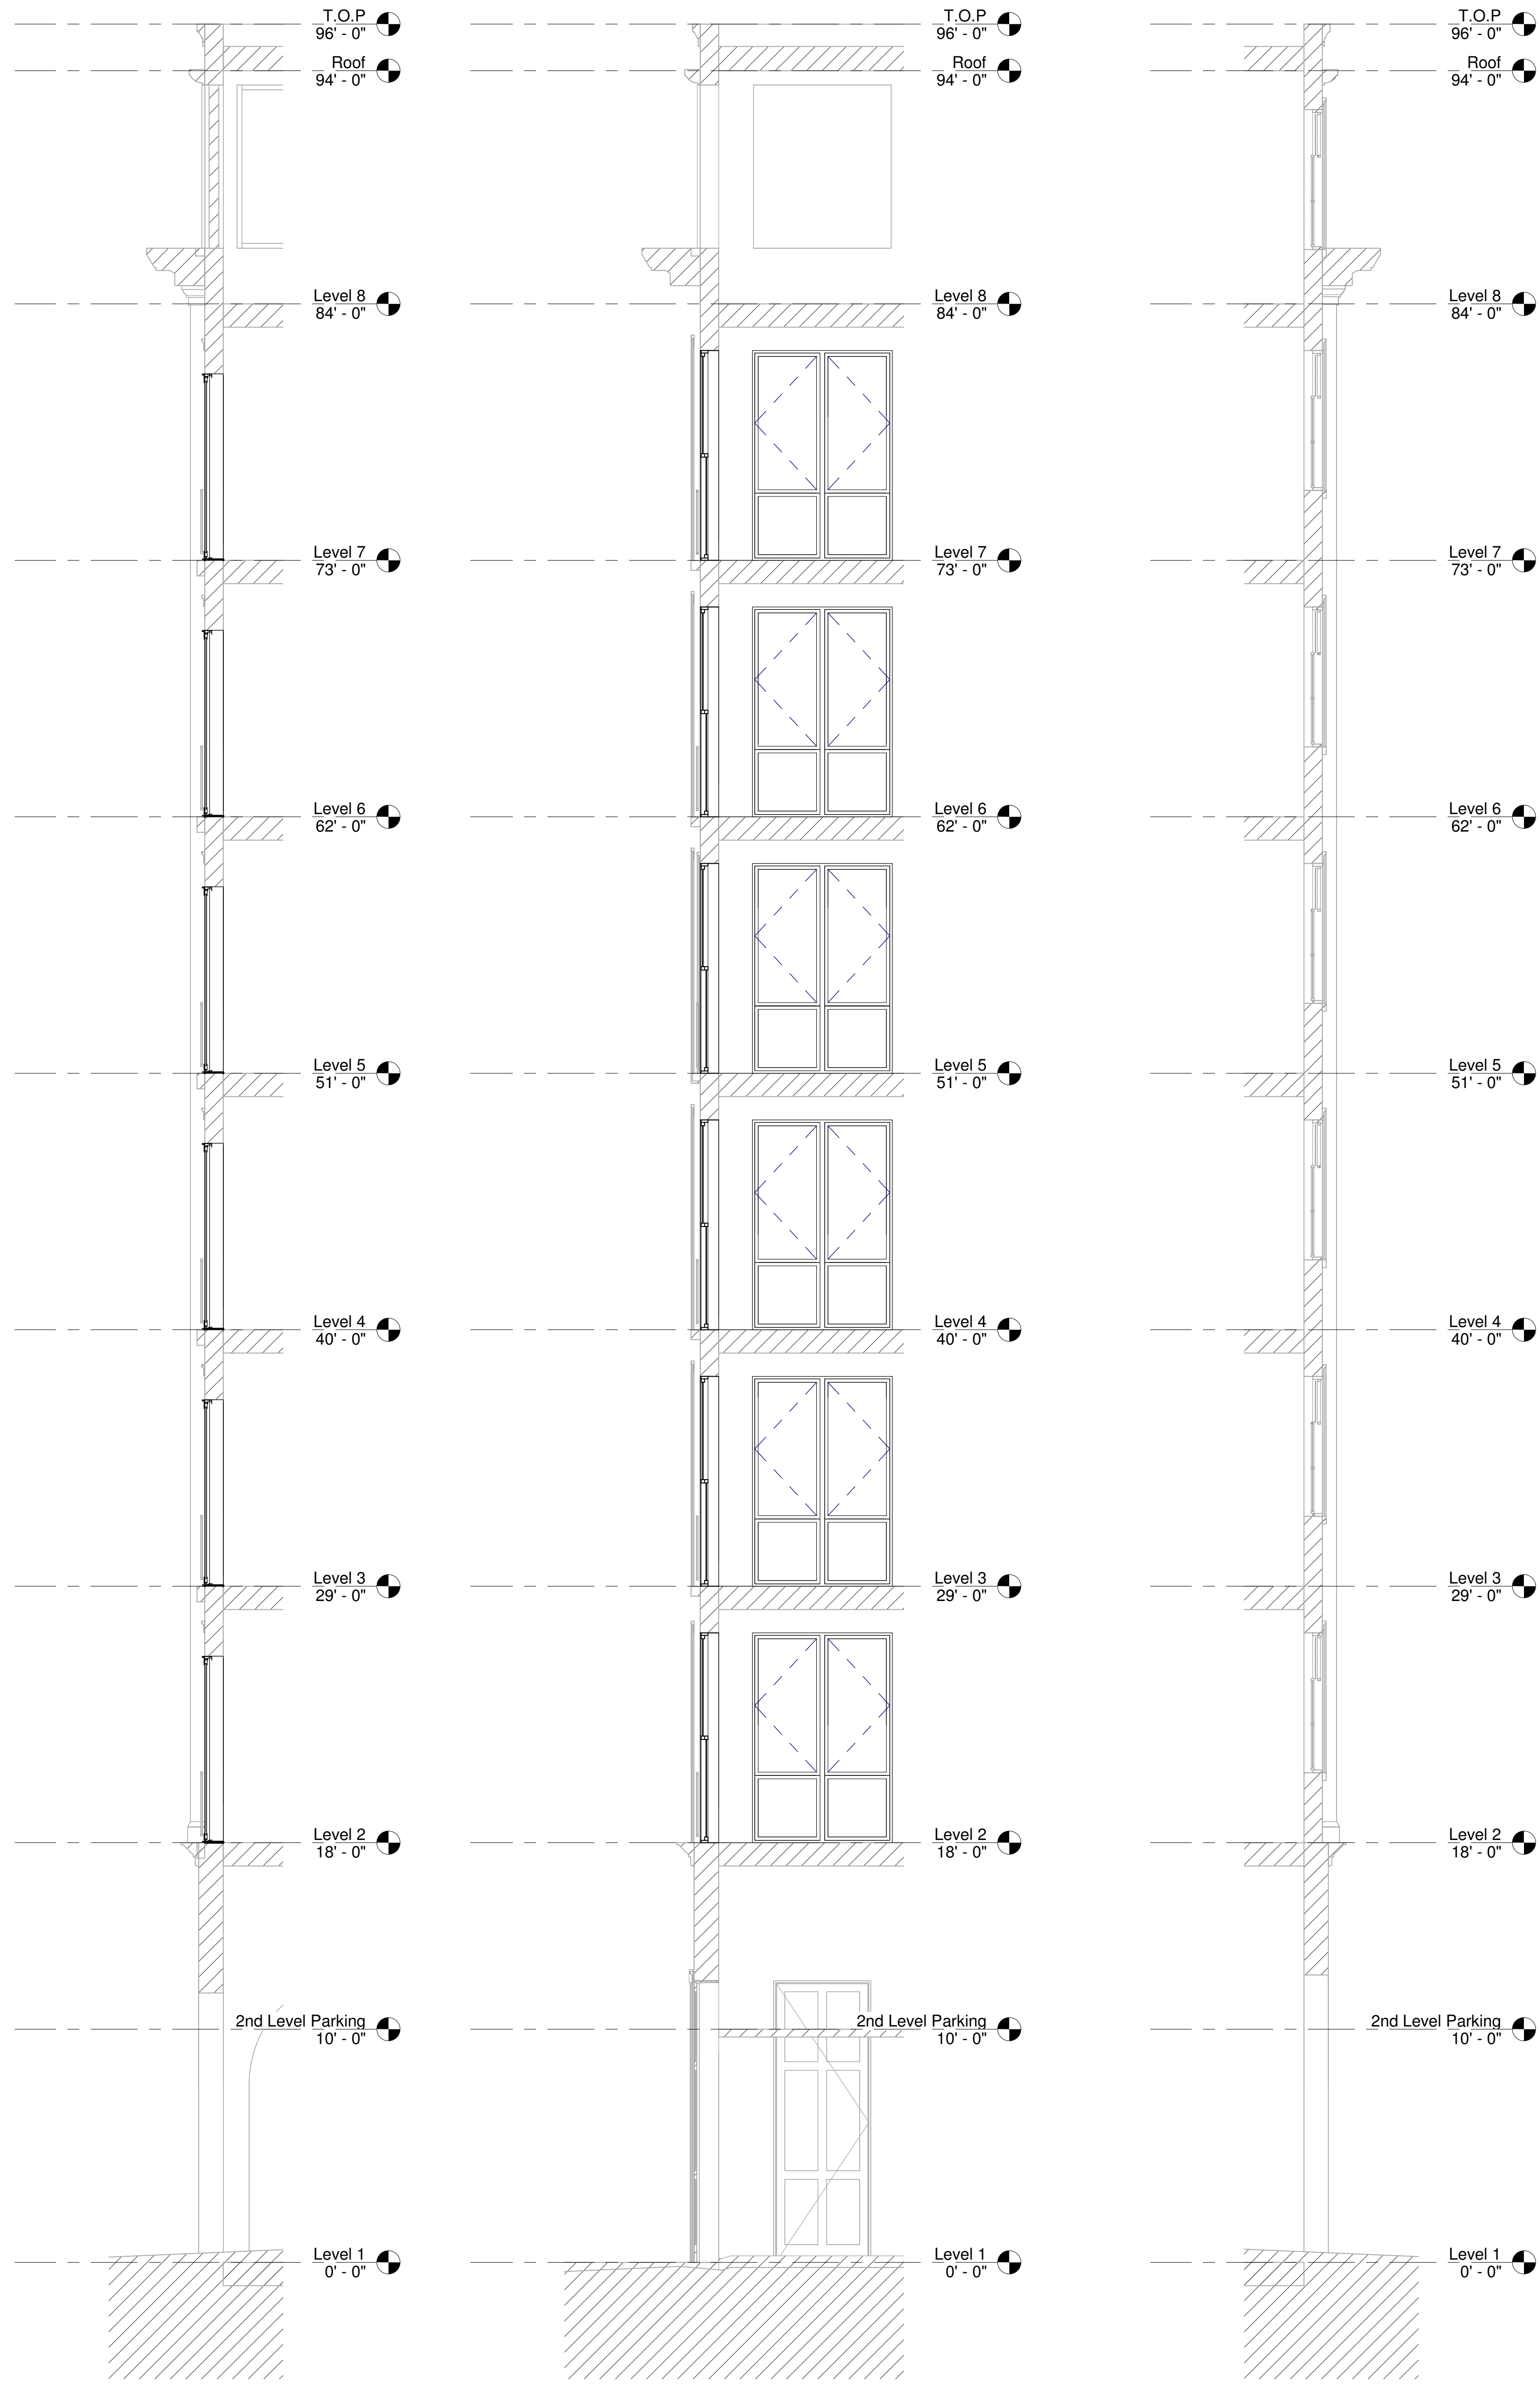 T.O.P
96' - 0"
Roof
94' - 0"
Level 8
84' - 0"
Level 7
73' - 0"
Level 6
62' - 0"
Level 5
51' - 0"
Level 4
40' - 0"
Level 3
29' - 0"
Level 2
18' - 0"
2nd Level Parking
10' - 0"
Level 1
0' - 0"
T.O.P
96' - 0"
Roof
94' - 0"
Level 8
84' - 0"
Level 7
73' - 0"
Level 6
62' - 0"
Level 5
51' - 0"
Level 4
40' - 0"
Level 3
29' - 0"
Level 2
18' - 0"
2nd Level Parking
10' - 0"
Level 1
0' - 0"
T.O.P
96' - 0"
Roof
94' - 0"
Level 8
84' - 0"
Level 7
73' - 0"
Level 6
62' - 0"
Level 5
51' - 0"
Level 4
40' - 0"
Level 3
29' - 0"
Level 2
18' - 0"
2nd Level Parking
10' - 0"
Level 1
0' - 0"